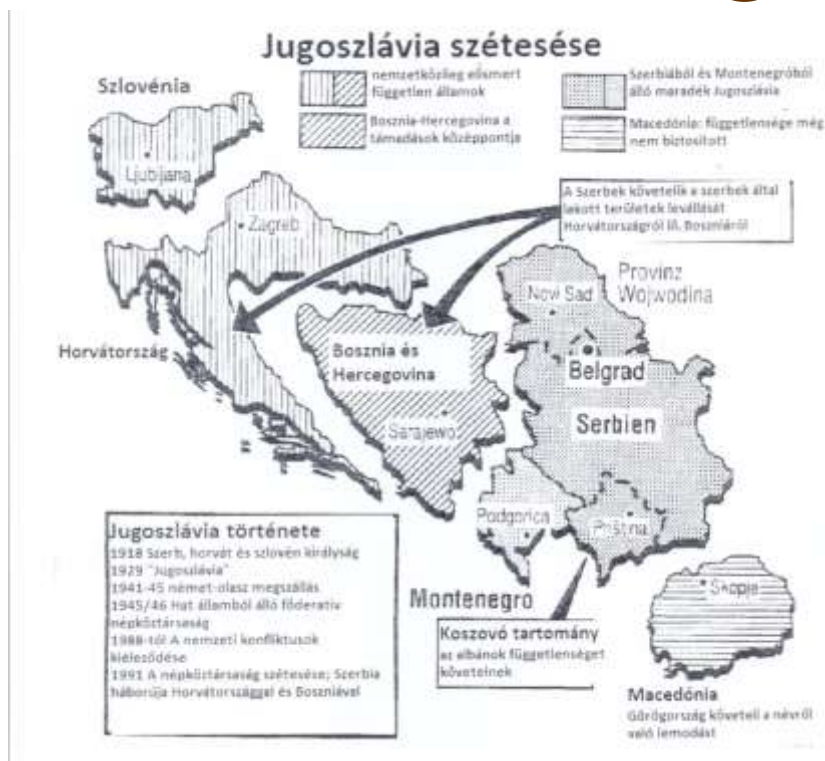 Jugoszlávia szétesése
Szlovénia
nemzetközileg elismert
független államok
Bosznia-Hercegovina a
támadások középpontja
Szerbiából és Montenegróból
álló maradék Jugoszlávia
Macedónia: függetlensége még
nem biztosított
Ljubljana
A Szerbek követelik a szerbek által
lakott területek leválását
Horvátországról ill. Boszniáról
Zagreb
Provinz
Wojwodina
Novi Sad
Horvátország
Bosznia és
Hercegovina
Belgrad
Sarajewo
Serbien
Podgorica
Priština
Jugoszlávia története
1918 Szerb, horvát és szlovén királyság
1929 "Jugoszlávia"
1941-45 német-olasz megszállás
1945/46 Hat államból álló föderatív
népköztársaság
1988-tól A nemzeti konfliktusok
kiéleződése
1991 A népköztársaság szétesése; Szerbia
háborúja Horvátországgal és Boszniával
Montenegro
Skopje
Koszovó tartomány
az albánok függetlenséget
követelnek
Macedónia
Görögország követeli a névről
való lemodást